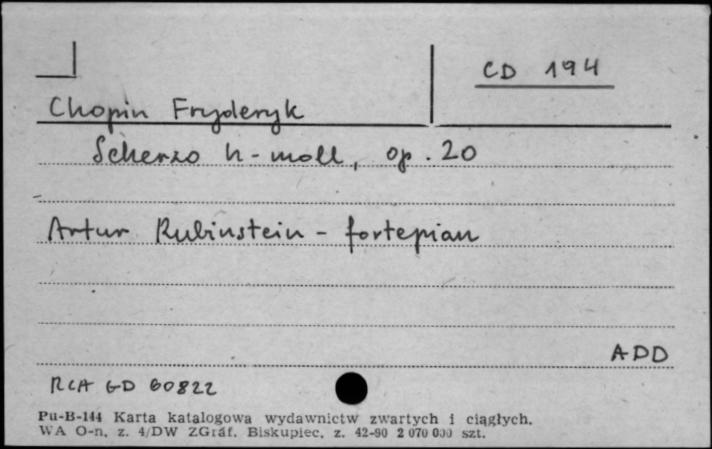 CD 194
Chopin Fryderyk
Scherzo h-moll, op. 20
Artur Rubinstein - fortepian
ADD
RCA GD 60822
Pu-B-144 Karta katalogowa wydawnictw zwartych i ciągłych.
WA O-n, z. 4/DW ZGraf. Biskupiec, z. 42-90 2 070 000 szt.